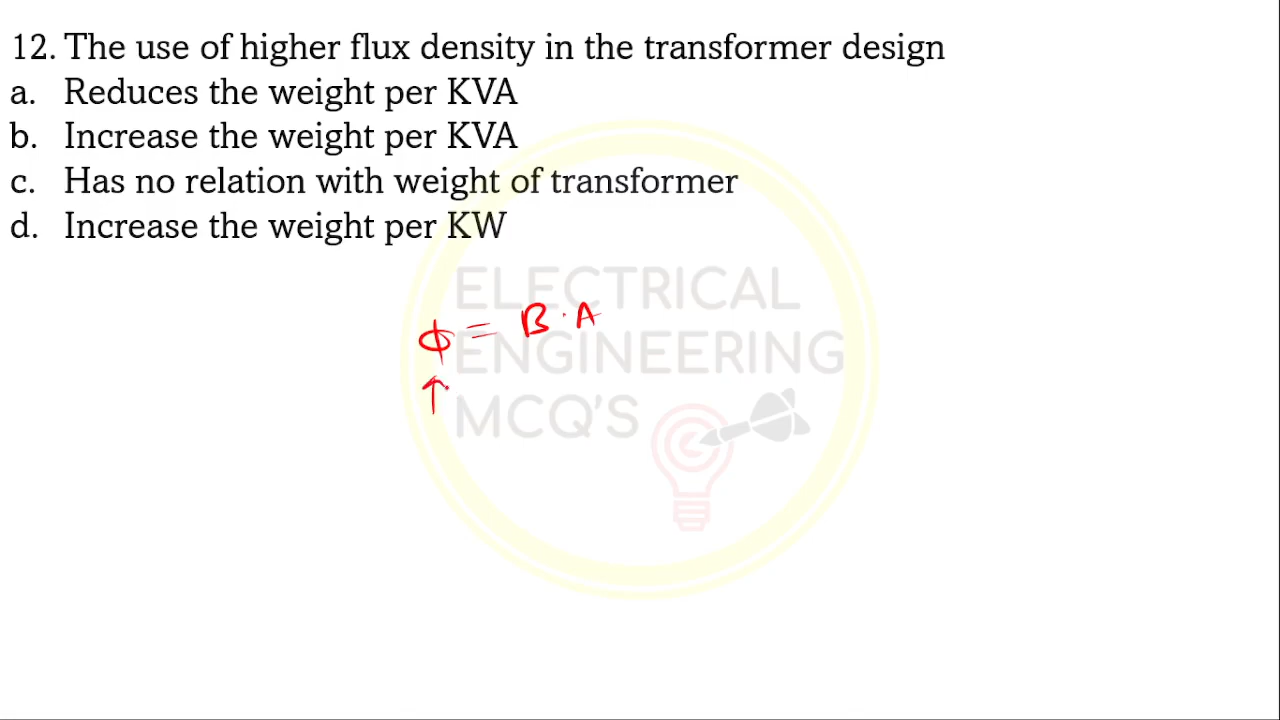 12. The use of higher flux density in the transformer design
a. Reduces the weight per KVA
b. Increase the weight per KVA
c. Has no relation with weight of transformer
d. Increase the weight per KW
ELECTRICAL
ϕ = B.A
ENGINEERING
↑
MCQ'S